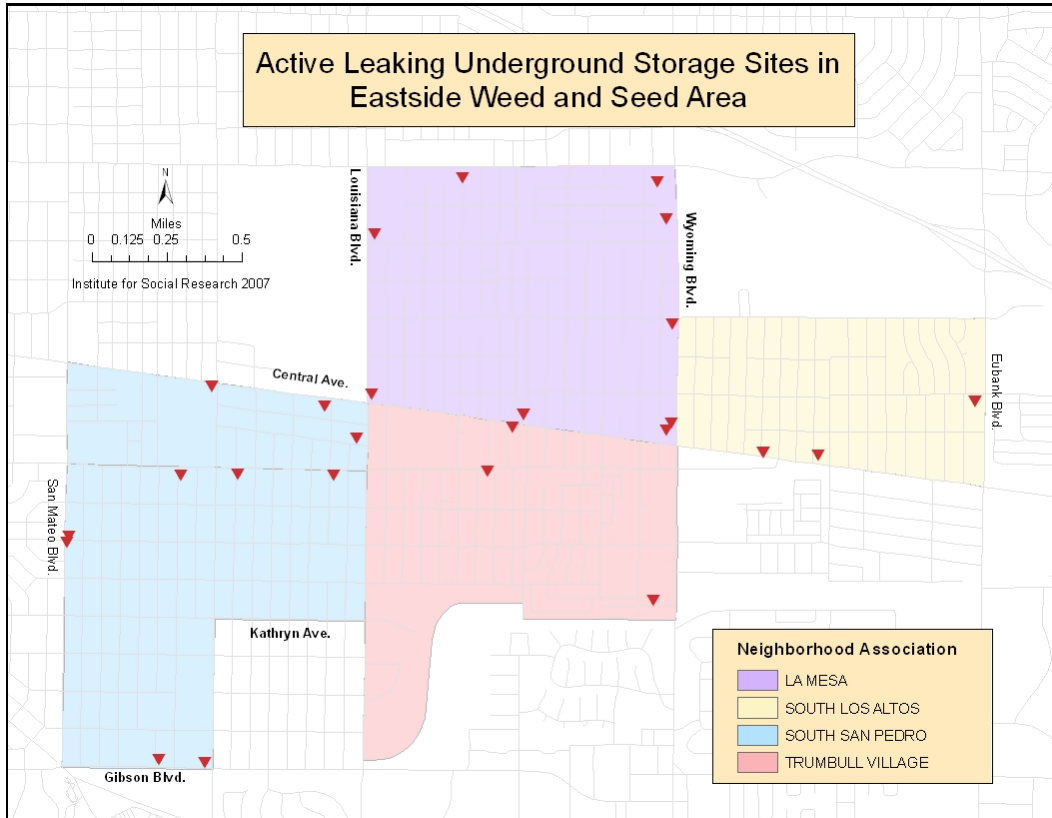 Active Leaking Underground Storage Sites in
Eastside Weed and Seed Area
N
Miles
0 0.125 0.25 0.5
Institute for Social Research 2007
Louisiana Blvd.
Wyoming Blvd.
Central Ave.
Eubank Blvd.
San Mateo Blvd.
Kathryn Ave.
Gibson Blvd.
Neighborhood Association
LA MESA
SOUTH LOS ALTOS
SOUTH SAN PEDRO
TRUMBULL VILLAGE